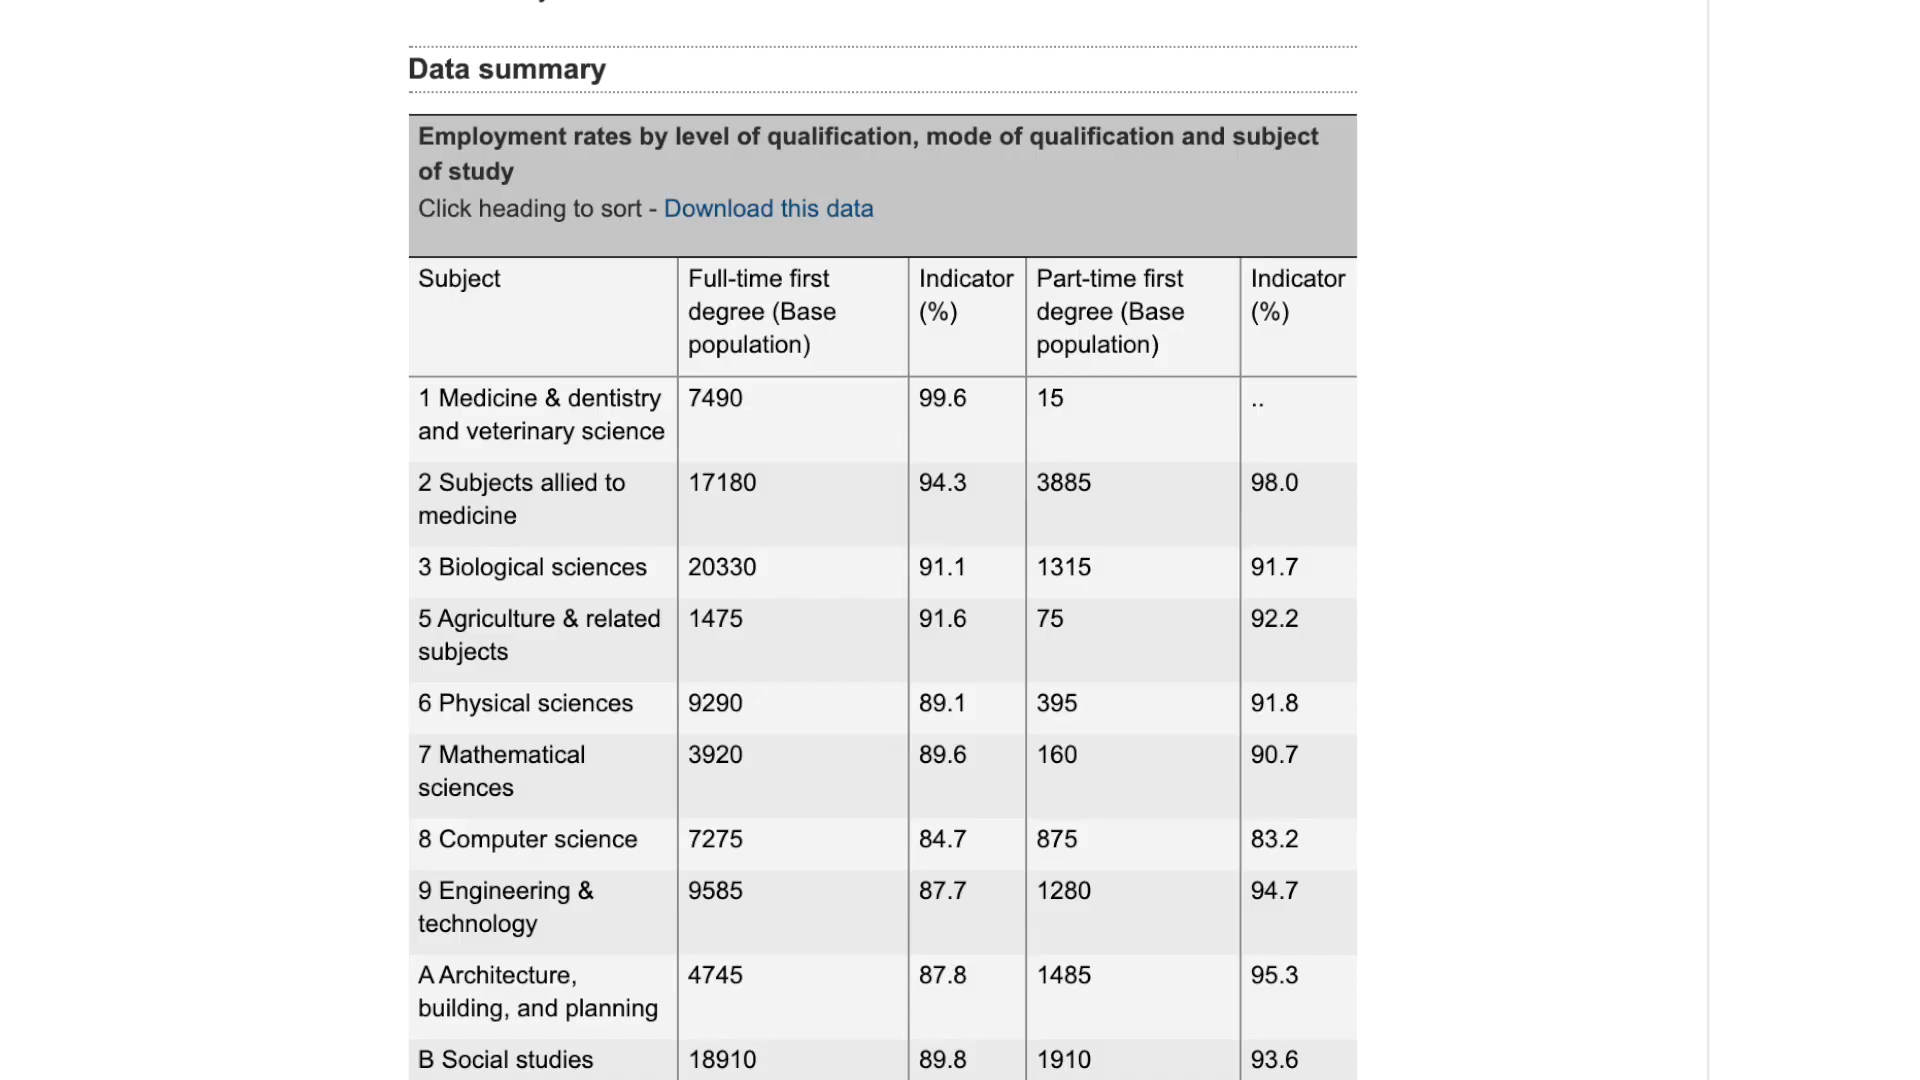 Data summary
Employment rates by level of qualification, mode of qualification and subject
of study
Click heading to sort - Download this data
Subject
Full-time first
degree (Base
population)
Indicator
(%)
Part-time first
degree (Base
population)
Indicator
(%)
1 Medicine & dentistry
and veterinary science
7490
99.6
15
..
2 Subjects allied to
medicine
17180
94.3
3885
98.0
3 Biological sciences
20330
91.1
1315
91.7
5 Agriculture & related
subjects
1475
91.6
75
92.2
6 Physical sciences
9290
89.1
395
91.8
7 Mathematical
sciences
3920
89.6
160
90.7
8 Computer science
7275
84.7
875
83.2
9 Engineering &
technology
9585
87.7
1280
94.7
A Architecture,
building, and planning
4745
87.8
1485
95.3
B Social studies
18910
89.8
1910
93.6